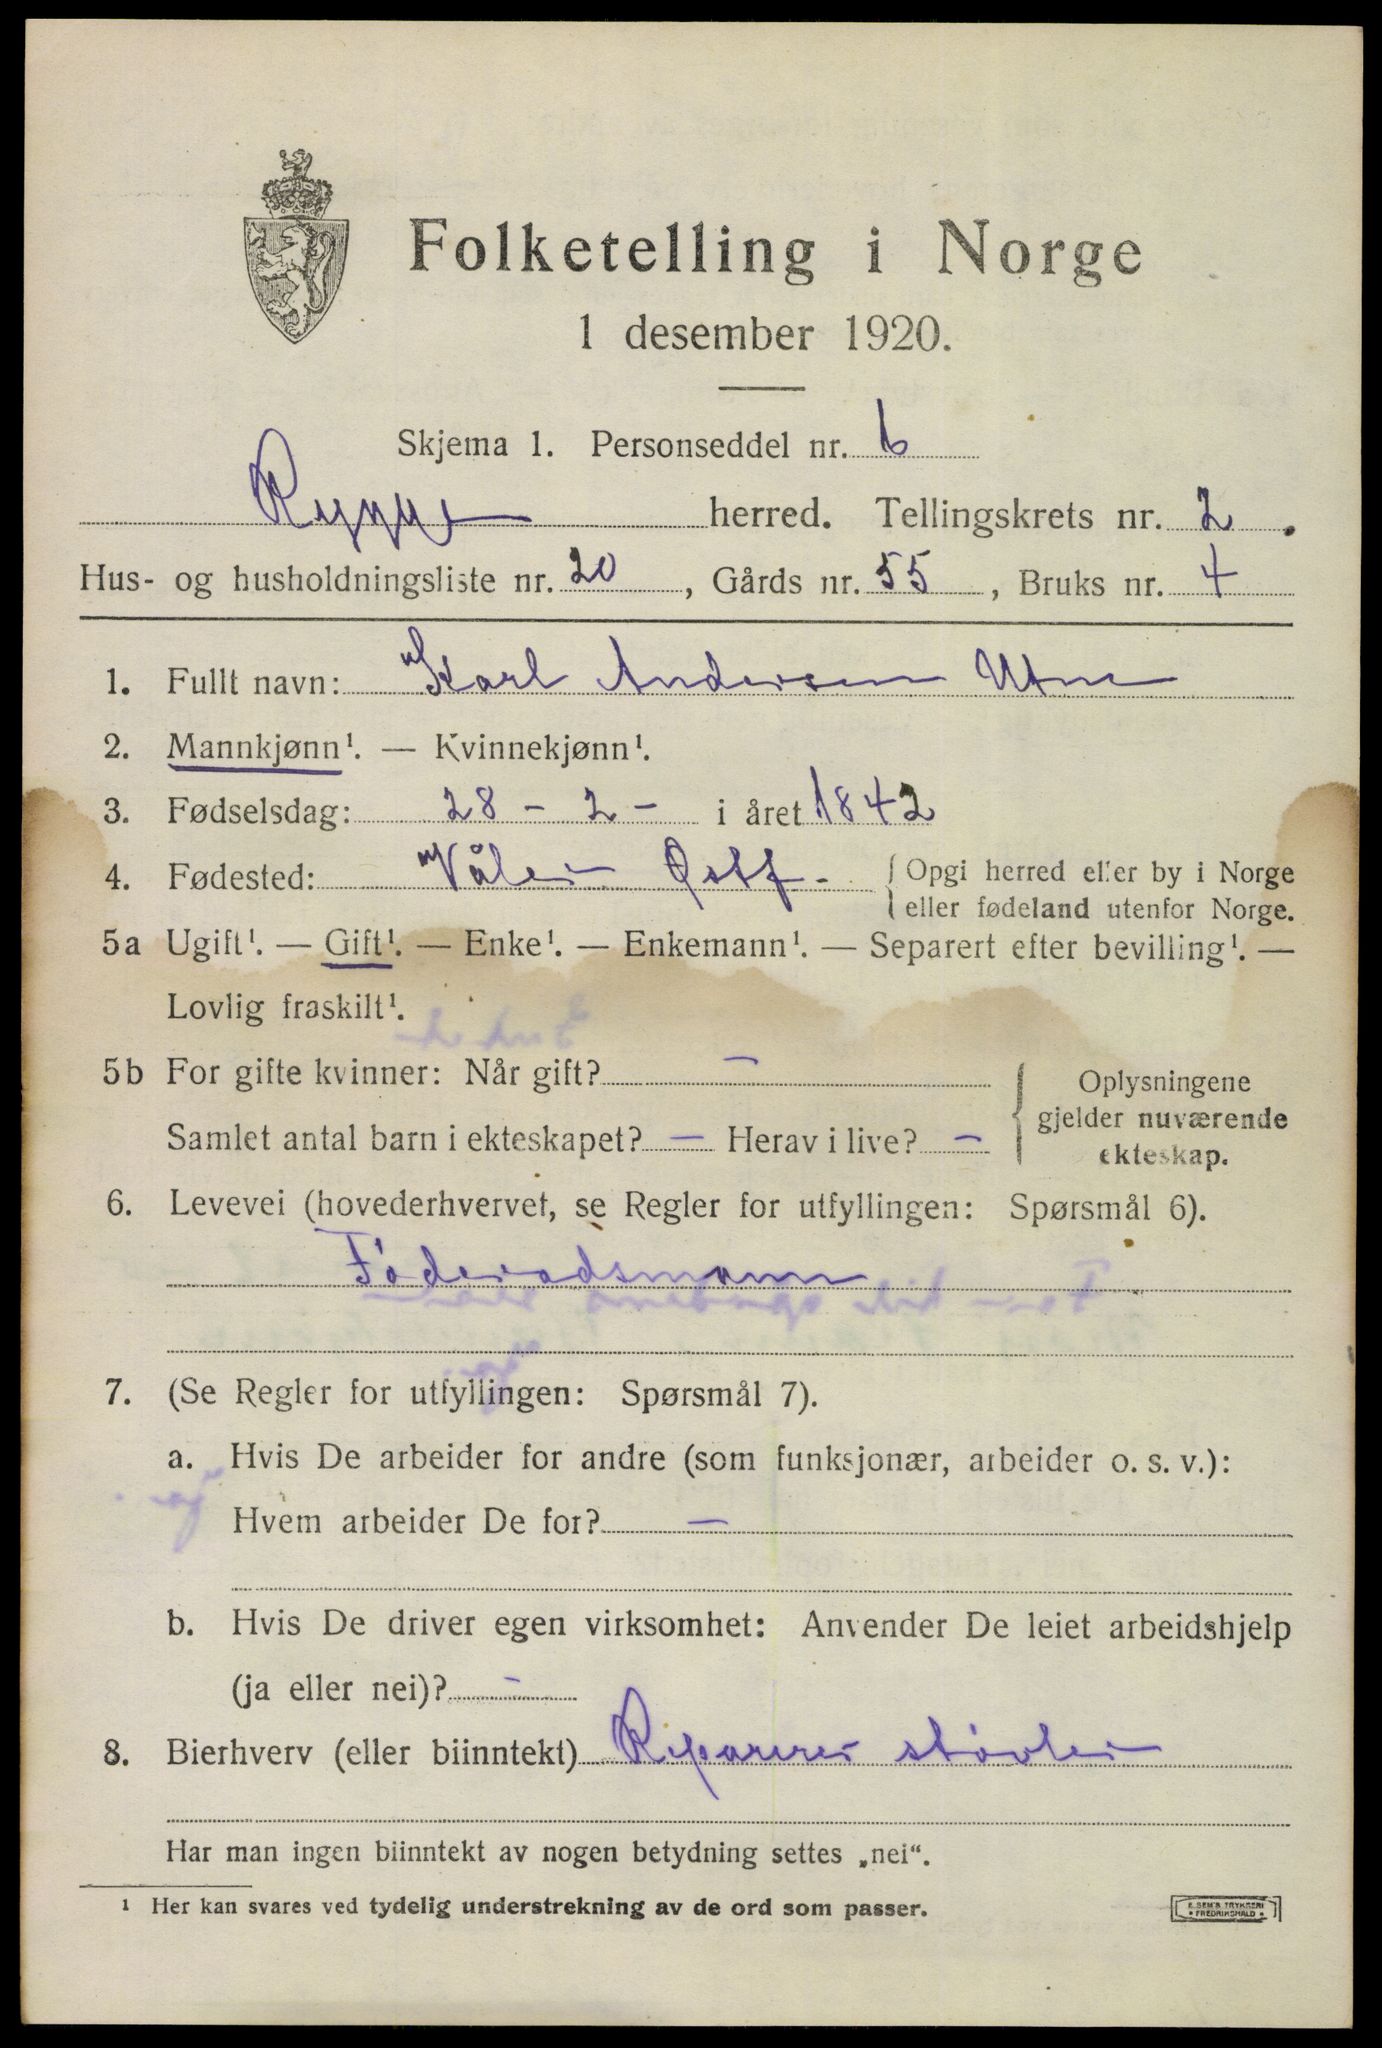 Folketelling i Norge
1 desember 1920.
Skjema 1. Personseddel nr. 6
Rygge herred. Tellingskrets nr. 2.
Hus- og husholdningsliste nr. 20, Gårds nr. 55, Bruks nr. 4
1. Fullt navn: Karl Andersen Utne
2. Mannkjønn¹. — Kvinnekjønn¹.
3. Fødselsdag: 28 - 2 - i året 1842
4. Fødested: Våler Østf. { Opgi herred eller by i Norge
eller fødeland utenfor Norge.
5a Ugift¹. — Gift¹. — Enke¹. — Enkemann¹. — Separert efter bevilling¹. —
Lovlig fraskilt¹.
5b For gifte kvinner: Når gift? — { Oplysningene
gjelder nuværende
Samlet antal barn i ekteskapet? — Herav i live? —
ekteskap.
6. Levevei (hovederhvervet, se Regler for utfyllingen: Spørsmål 6).
Föderadsmann
7. (Se Regler for utfyllingen: Spørsmål 7).
a. Hvis De arbeider for andre (som funksjonær, arbeider o. s. v.):
Hvem arbeider De for? —
b. Hvis De driver egen virksomhet: Anvender De leiet arbeidshjelp
(ja eller nei)? -
8. Bierhverv (eller biinntekt) Reparerer støvler
Har man ingen biinntekt av nogen betydning settes „nei“.
¹ Her kan svares ved tydelig understrekning av de ord som passer.
E. SEM'S TRYKKERI
• FREDRIKSHALD •